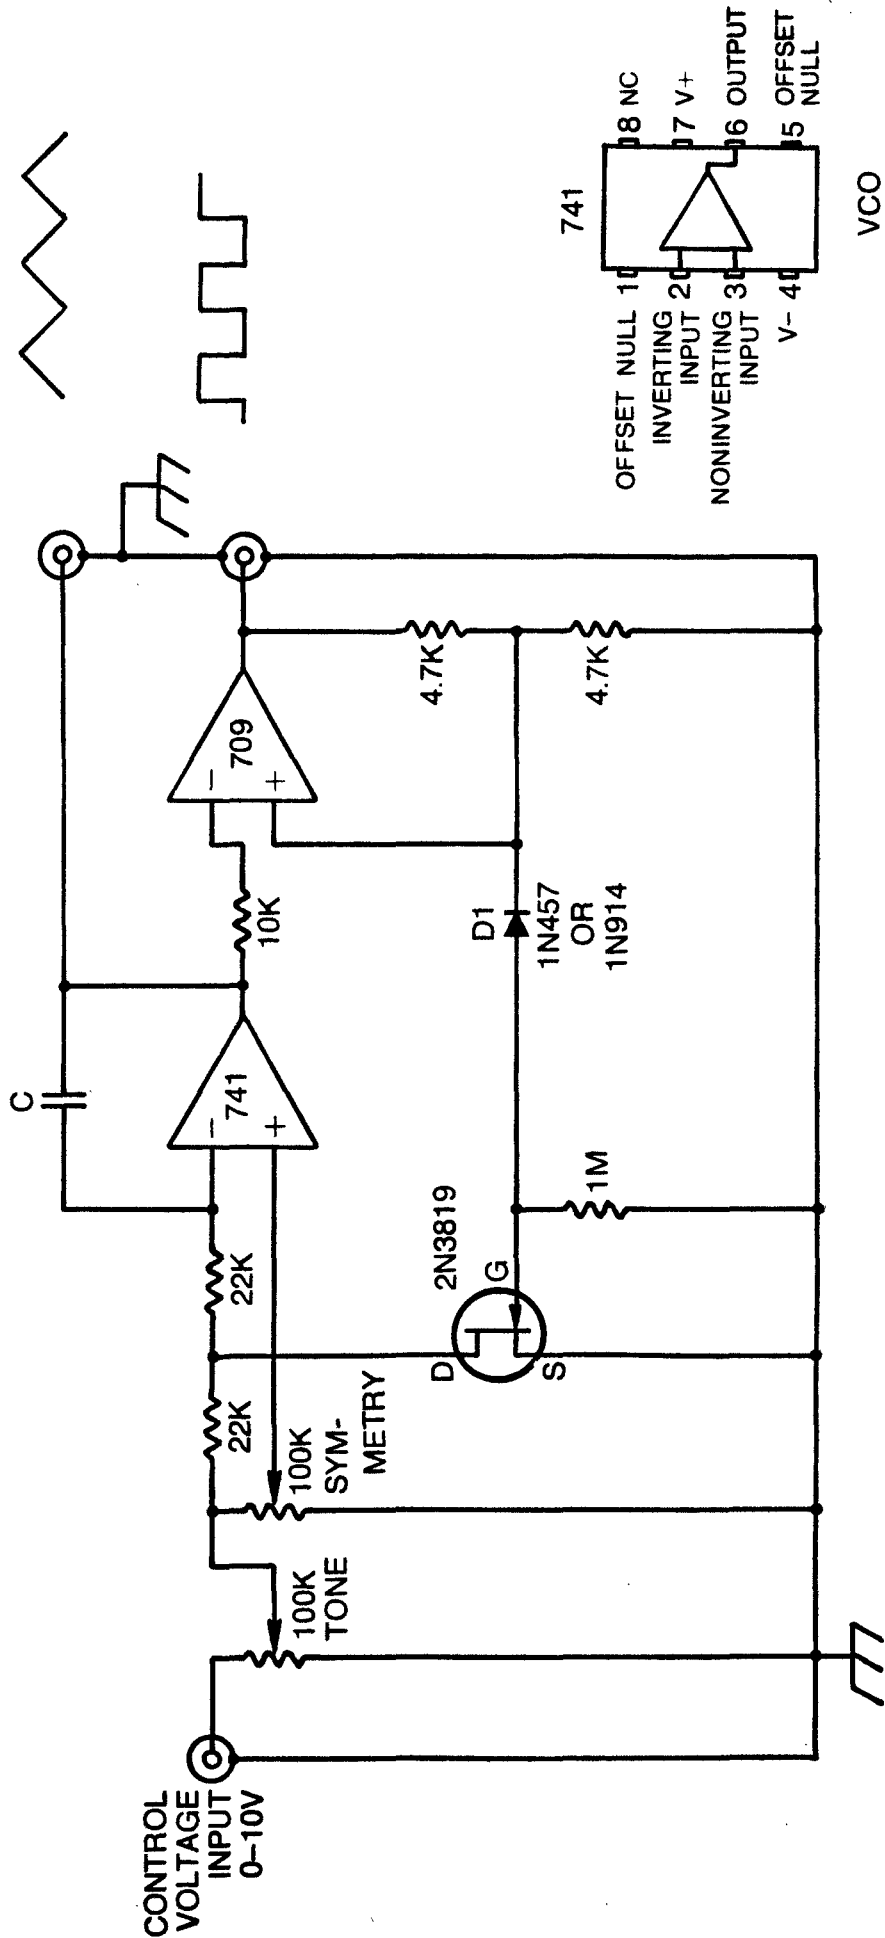 CONTROL
VOLTAGE
INPUT
0–10V
100K
TONE
100K
SYM-
METRY
22K
22K
C
−
+
741
10K
−
+
709
D
G
S
2N3819
1M
D1
1N457
OR
1N914
4.7K
4.7K
741
OFFSET NULL 1
INVERTING
INPUT 2
NONINVERTING
INPUT 3
V− 4
8 NC
7 V+
6 OUTPUT
5 OFFSET
NULL
VCO